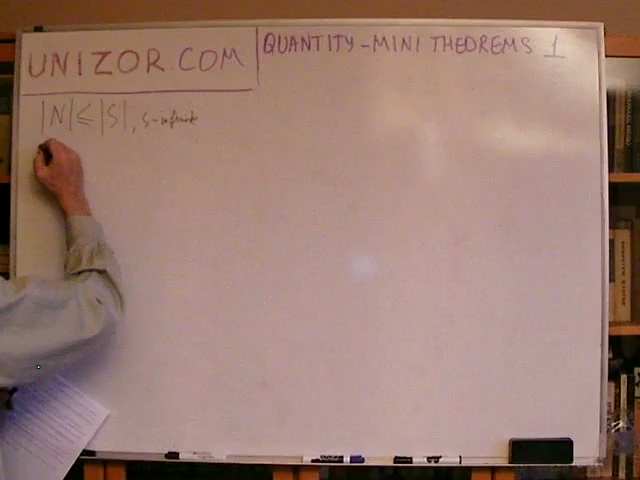 UNIZOR.COM
QUANTITY - MINI THEOREMS 1
|N| ≤ |S|, S - infinite